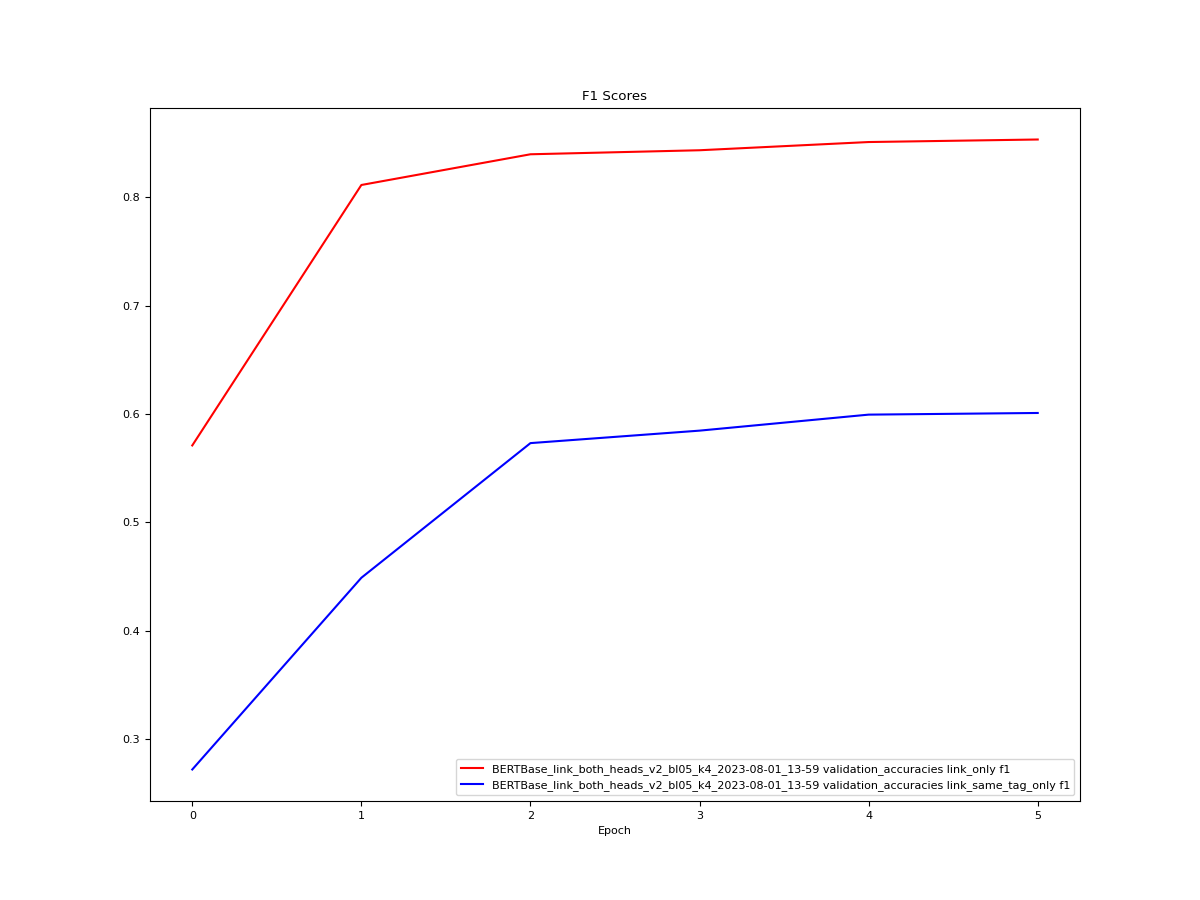 F1 Scores
0.8
0.7
0.6
0.5
0.4
0.3
BERTBase_link_both_heads_v2_bl05_k4_2023-08-01_13-59 validation_accuracies link_only f1
BERTBase_link_both_heads_v2_bl05_k4_2023-08-01_13-59 validation_accuracies link_same_tag_only f1
0 1 2 3 4 5
Epoch